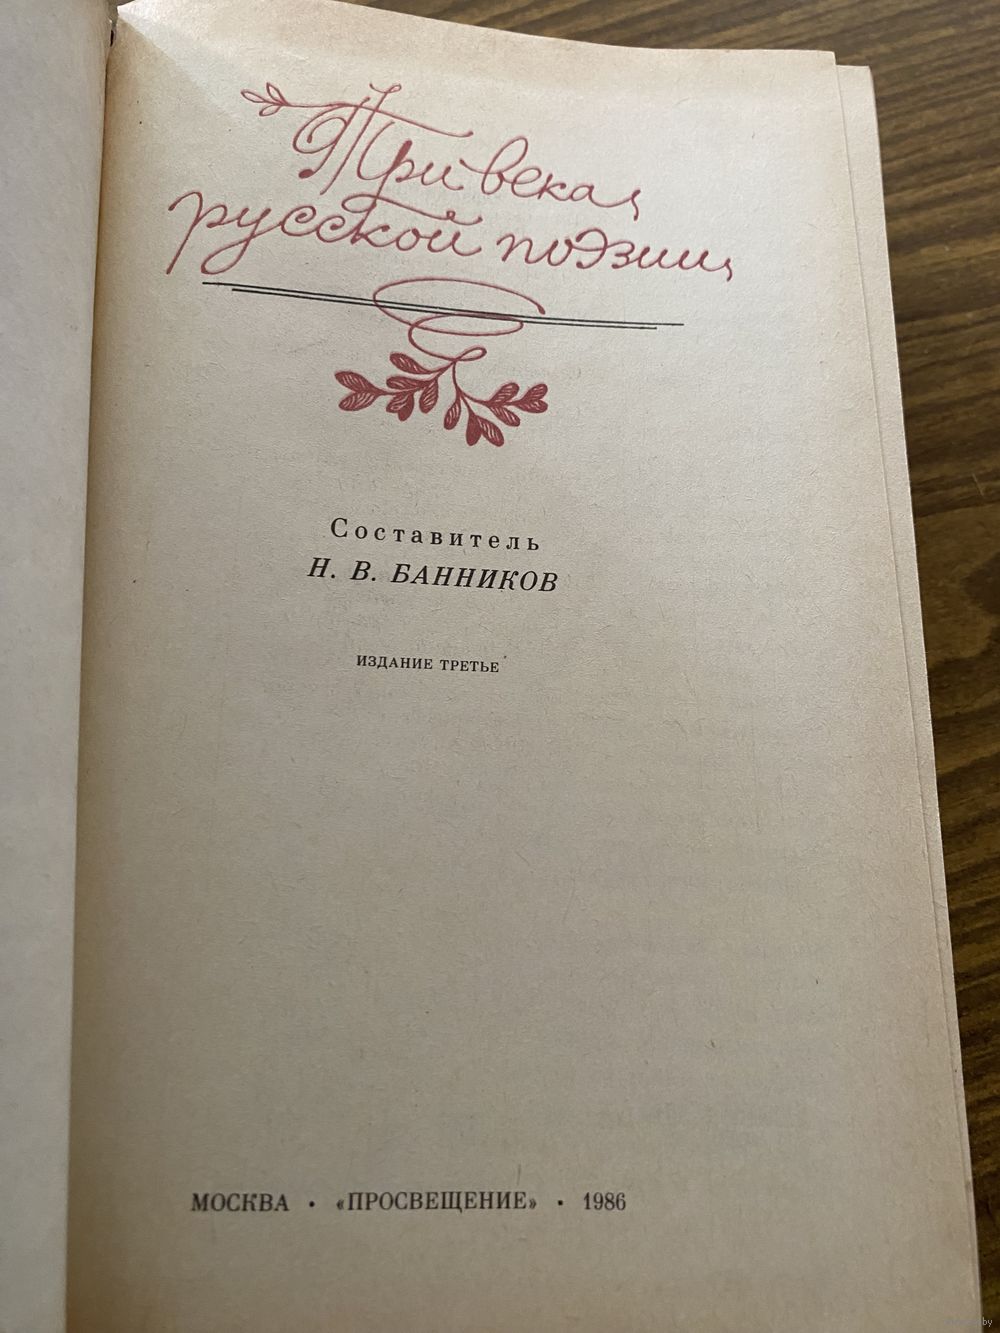 Три века
русской поэзии
Составитель
Н. В. БАННИКОВ
ИЗДАНИЕ ТРЕТЬЕ
МОСКВА • «ПРОСВЕЩЕНИЕ» • 1986